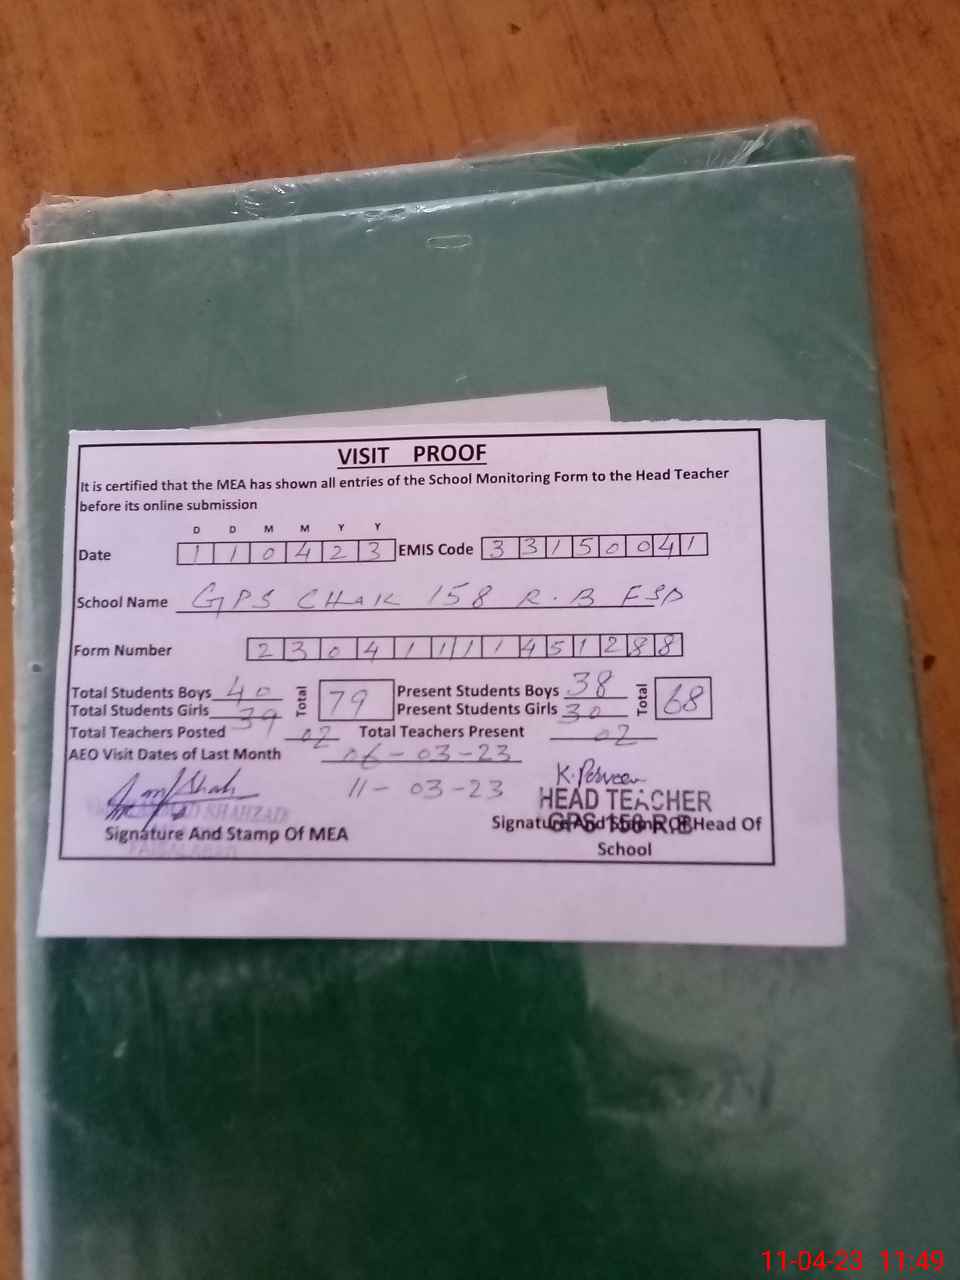 VISIT PROOF
It is certified that the MEA has shown all entries of the School Monitoring Form to the Head Teacher
before its online submission
D D M M Y Y
Date 1 1 0 4 2 3 EMIS Code 3 3 1 5 0 0 4 1
School Name GPS CHAK 158 R.B FSD
Form Number 2 3 0 4 1 1 1 1 4 5 1 2 8 8
Total Students Boys 40 Total 79 Present Students Boys 38 Total 68
Total Students Girls 39 Present Students Girls 30
Total Teachers Posted 02 Total Teachers Present 02
AEO Visit Dates of Last Month 06-03-23
11-03-23
K. Perveen
HEAD TEACHER
SHAHZAD
GPS 158 RB
Signature And Stamp Of MEA
Signature And Stamp Of Head Of
School
FAISALABAD
11-04-23 11:49